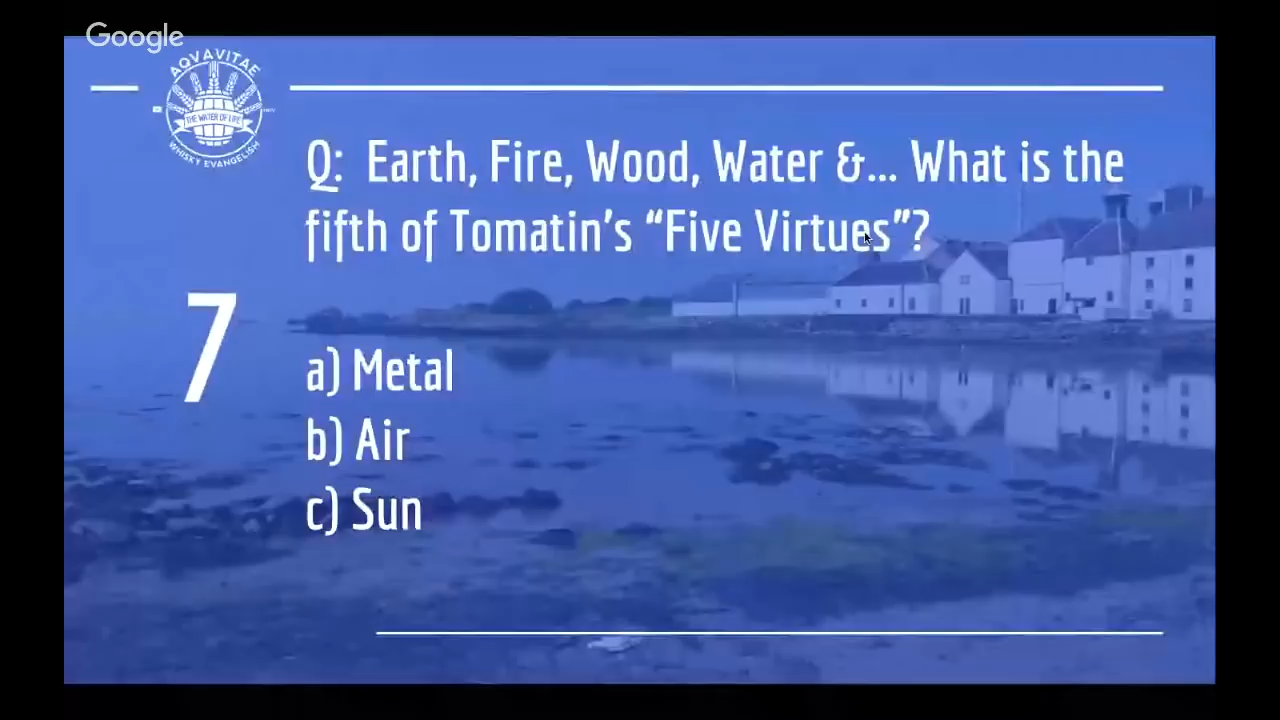 Google
AQVAVITAE
THE WATER OF LIFE
WHISKY EVANGELISM
Q: Earth, Fire, Wood, Water &... What is the
fifth of Tomatin's “Five Virtues”?
7
a) Metal
b) Air
c) Sun